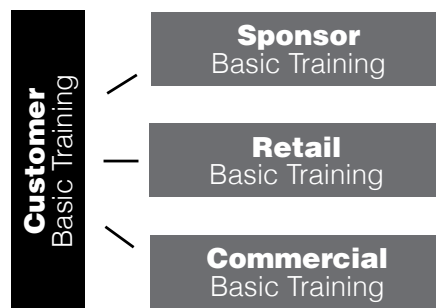 Customer
Basic Training
Sponsor
Basic Training
Retail
Basic Training
Commercial
Basic Training